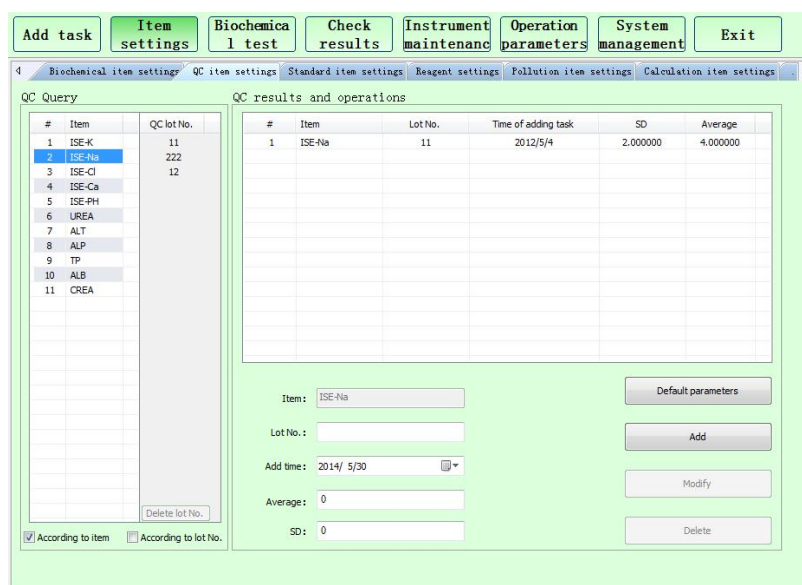 Add task
Item settings
Biochemica
l test
Check results
Instrument
maintenanc
Operation parameters
System management
Exit
Biochemical item settings QC item settings Standard item settings Reagent settings Pollution item settings Calculation item settings
QC Query
QC results and operations
# Item QC lot No.
1 ISE-K 11
2 ISE-Na 222
3 ISE-Cl 12
4 ISE-Ca
5 ISE-PH
6 UREA
7 ALT
8 ALP
9 TP
10 ALB
11 CREA
Delete lot No.
According to item According to lot No.
# Item Lot No. Time of adding task SD Average
1 ISE-Na 11 2012/5/4 2.000000 4.000000
Item: ISE-Na
Lot No.:
Add time: 2014/ 5/30
Average: 0
SD: 0
Default parameters
Add
Modify
Delete